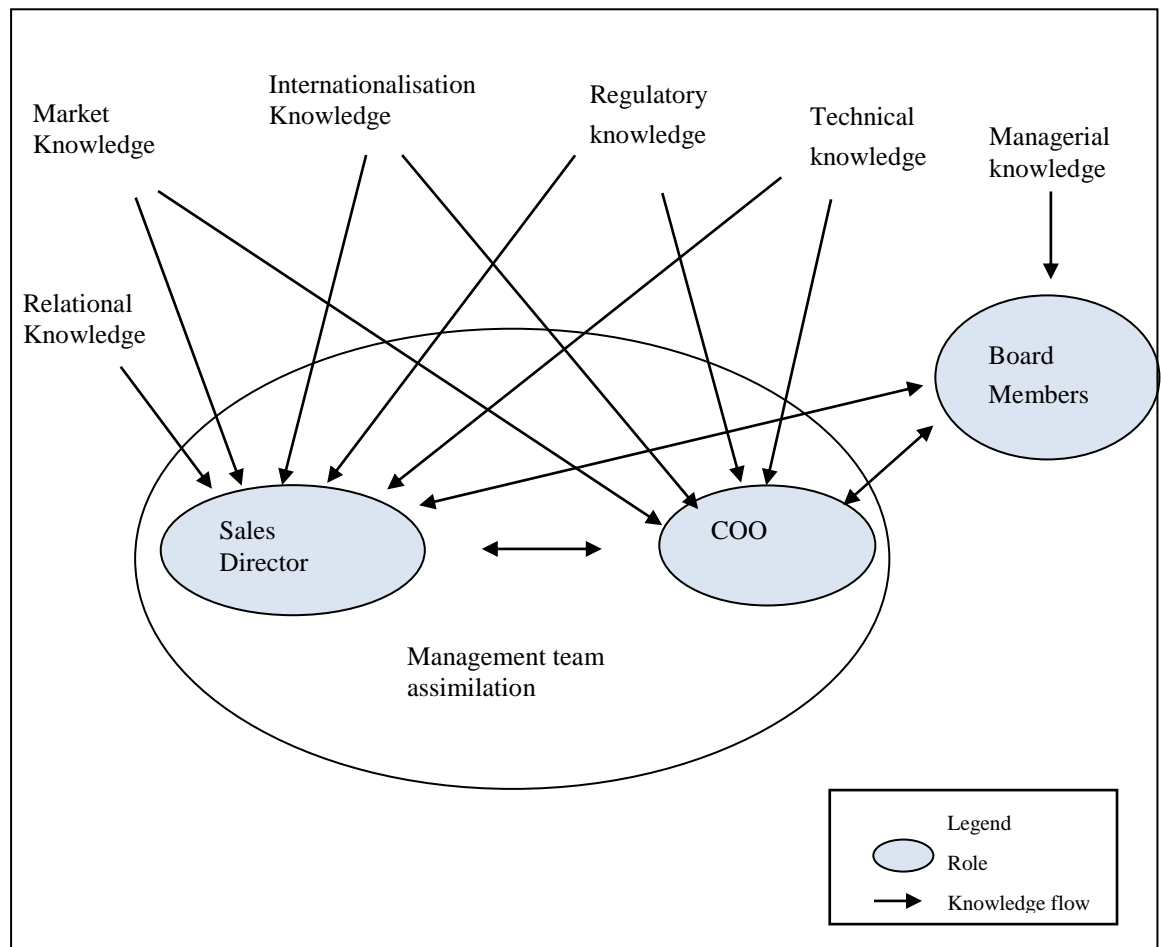 Market
Knowledge
Internationalisation
Knowledge
Regulatory
knowledge
Technical
knowledge
Managerial
knowledge
Relational
Knowledge
Board
Members
Sales
Director
COO
Management team
assimilation
Legend
Role
Knowledge flow